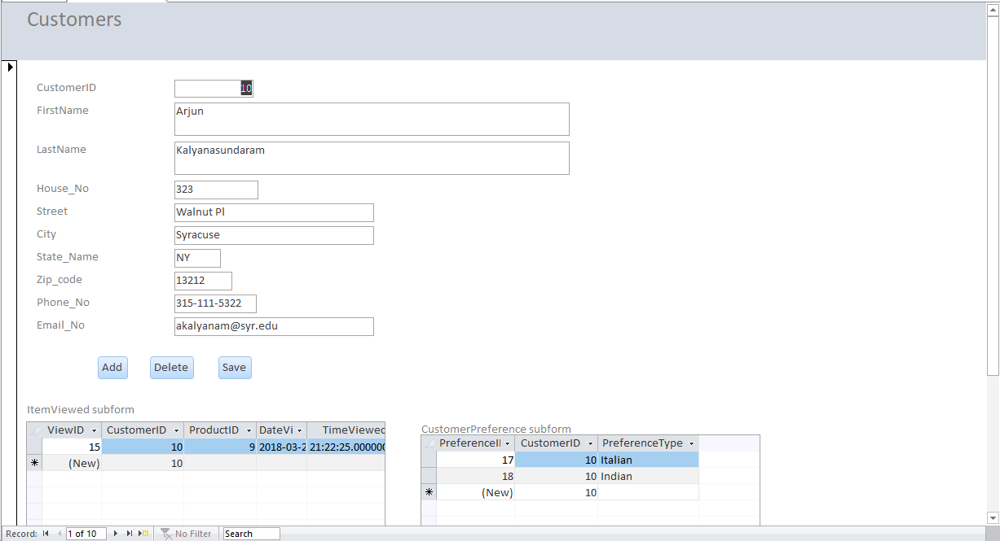 Customers
CustomerID 10
FirstName Arjun
LastName Kalyanasundaram
House_No 323
Street Walnut Pl
City Syracuse
State_Name NY
Zip_code 13212
Phone_No 315-111-5322
Email_No akalyanam@syr.edu
Add Delete Save
ItemViewed subform
ViewID CustomerID ProductID DateVi TimeViewed
15 10 9 2018-03-2 21:22:25.000000
(New) 10
CustomerPreference subform
PreferenceI CustomerID PreferenceType
17 10 Italian
18 10 Indian
(New) 10
Record: 1 of 10 No Filter Search